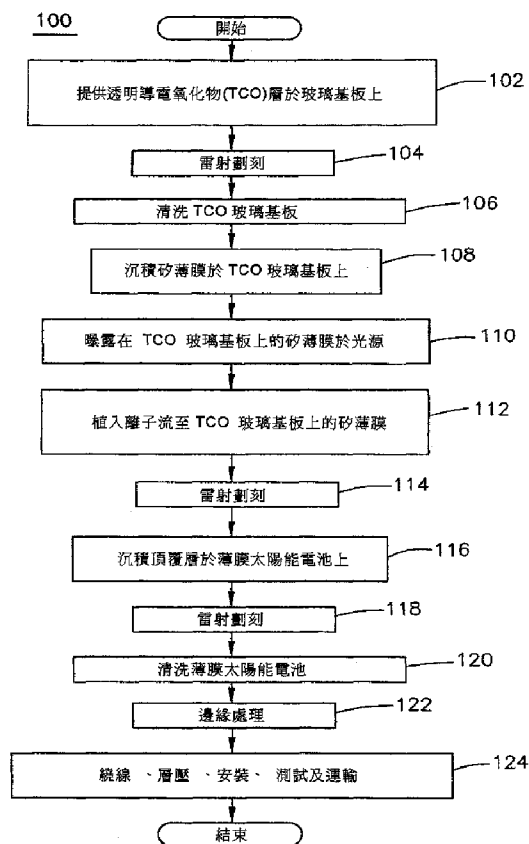 100
開始
提供透明導電氧化物(TCO)層於玻璃基板上
102
雷射劃刻
104
清洗 TCO 玻璃基板
106
沉積矽薄膜於 TCO 玻璃基板上
108
曝露在 TCO 玻璃基板上的矽薄膜於光源
110
植入離子流至 TCO 玻璃基板上的矽薄膜
112
雷射劃刻
114
沉積頂覆層於薄膜太陽能電池上
116
雷射劃刻
118
清洗薄膜太陽能電池
120
邊緣處理
122
繞線、層壓、安裝、測試及運輸
124
結束